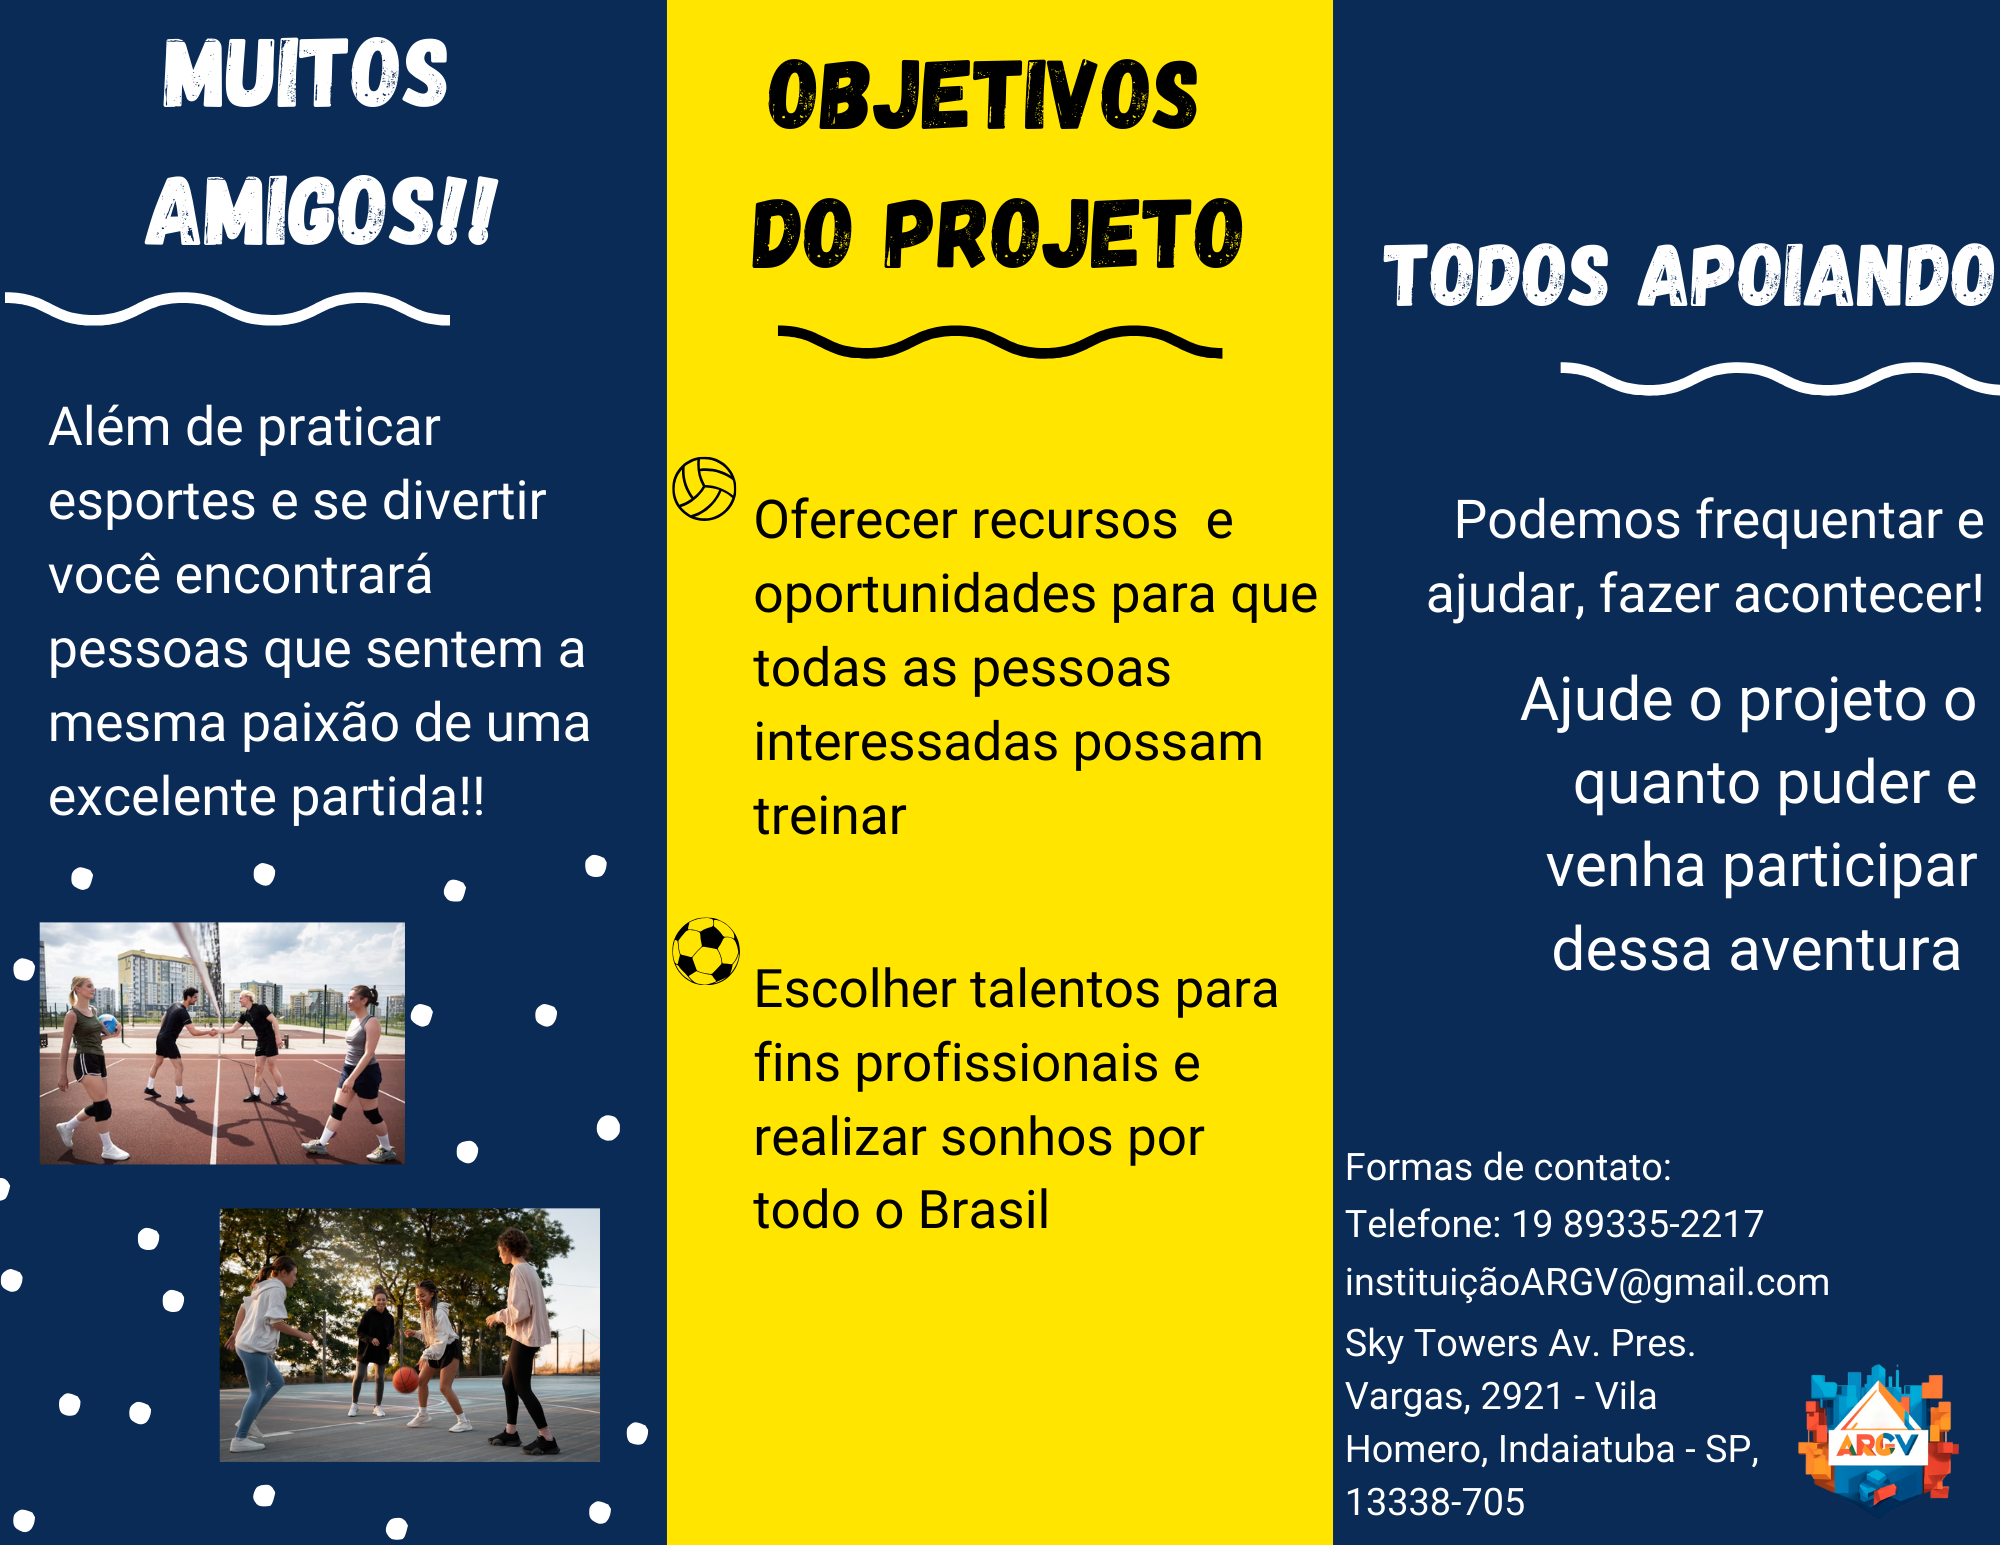 MUITOS
AMIGOS!!
Além de praticar
esportes e se divertir
você encontrará
pessoas que sentem a
mesma paixão de uma
excelente partida!!
OBJETIVOS
DO PROJETO
Oferecer recursos  e
oportunidades para que
todas as pessoas
interessadas possam
treinar
Escolher talentos para
fins profissionais e
realizar sonhos por
todo o Brasil
TODOS APOIANDO
Podemos frequentar e
ajudar, fazer acontecer!
Ajude o projeto o
quanto puder e
venha participar
dessa aventura
Formas de contato:
Telefone: 19 89335-2217
instituiçãoARGV@gmail.com
Sky Towers Av. Pres.
Vargas, 2921 - Vila
Homero, Indaiatuba - SP,
13338-705
ARGV